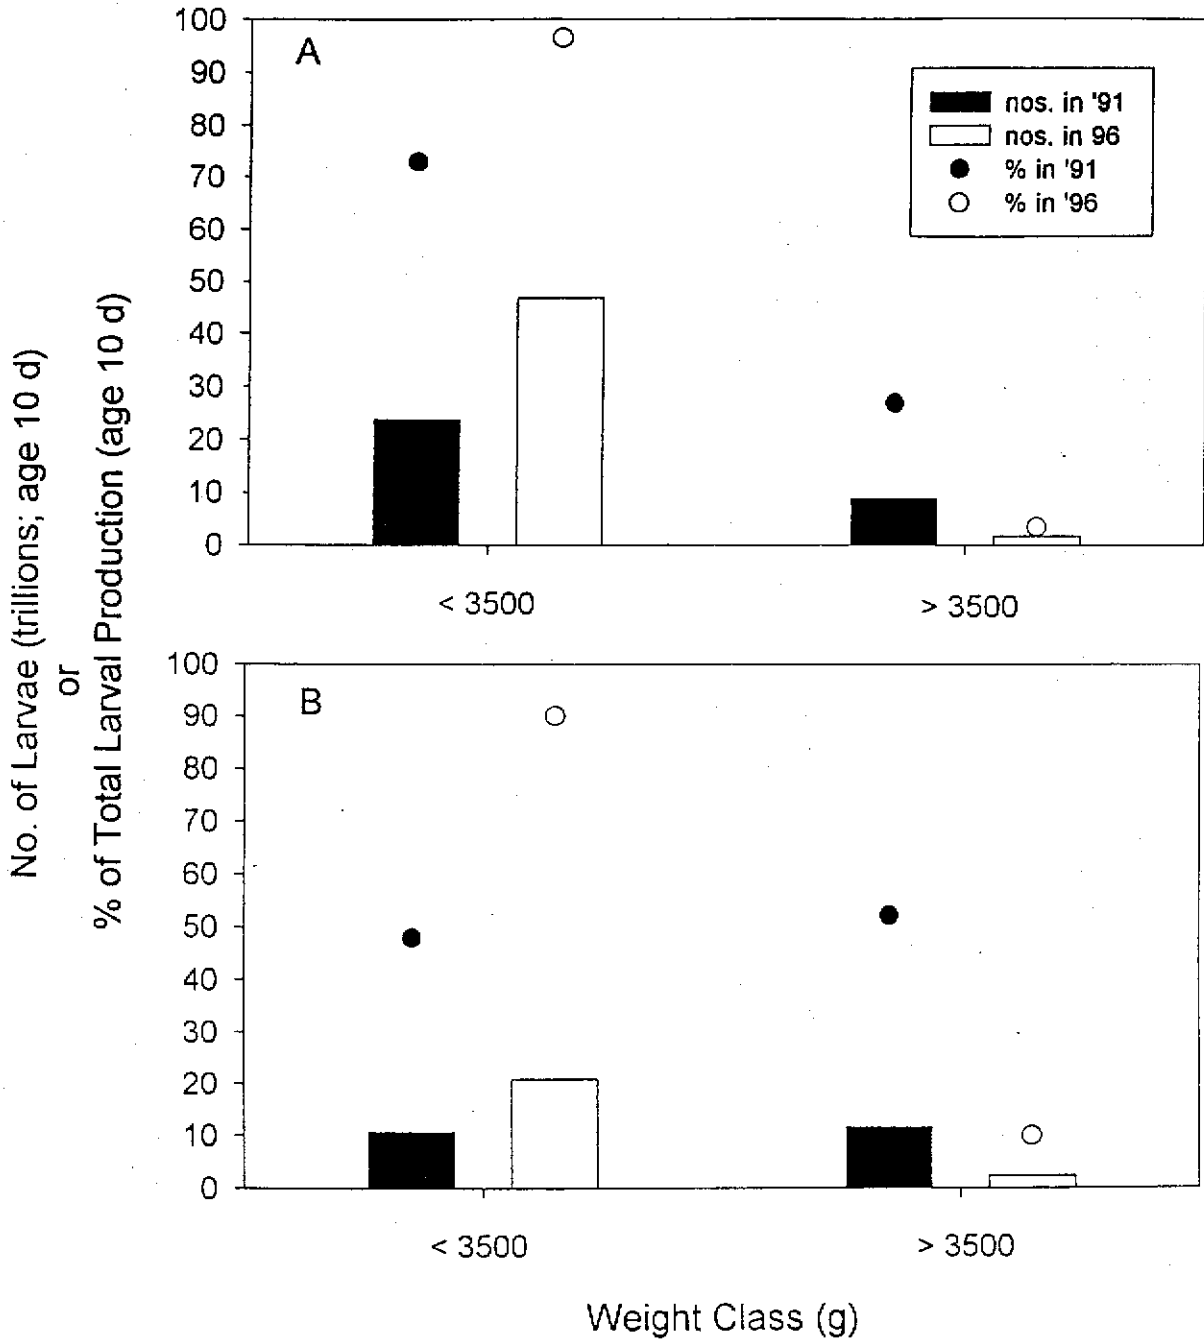 No. of Larvae (trillions; age 10 d)
or
% of Total Larval Production (age 10 d)
A
100
90
80
70
60
50
40
30
20
10
0
nos. in '91
nos. in 96
% in '91
% in '96
< 3500
> 3500
B
100
90
80
70
60
50
40
30
20
10
0
< 3500
> 3500
Weight Class (g)